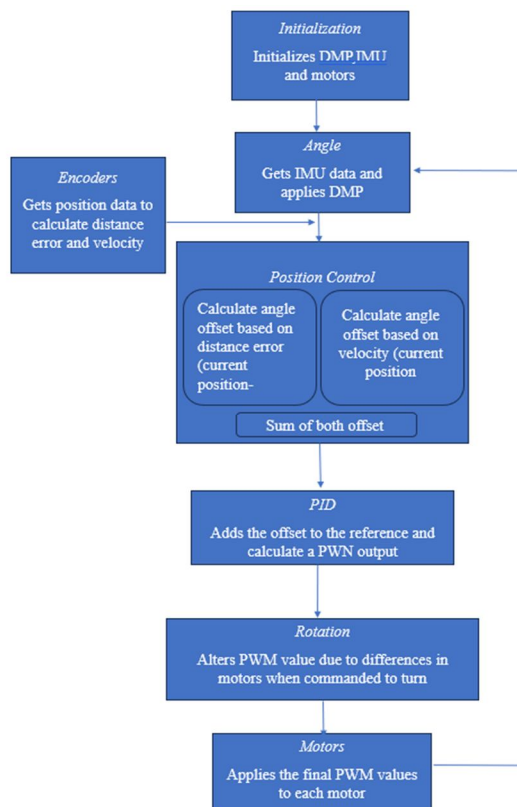 Initialization
Initializes DMP,IMU
and motors
Angle
Gets IMU data and
applies DMP
Encoders
Gets position data to
calculate distance
error and velocity
Position Control
Calculate angle
offset based on
distance error
(current
position-
Calculate angle
offset based on
velocity (current
position
Sum of both offset
PID
Adds the offset to the reference and
calculate a PWN output
Rotation
Alters PWM value due to differences in
motors when commanded to turn
Motors
Applies the final PWM values
to each motor